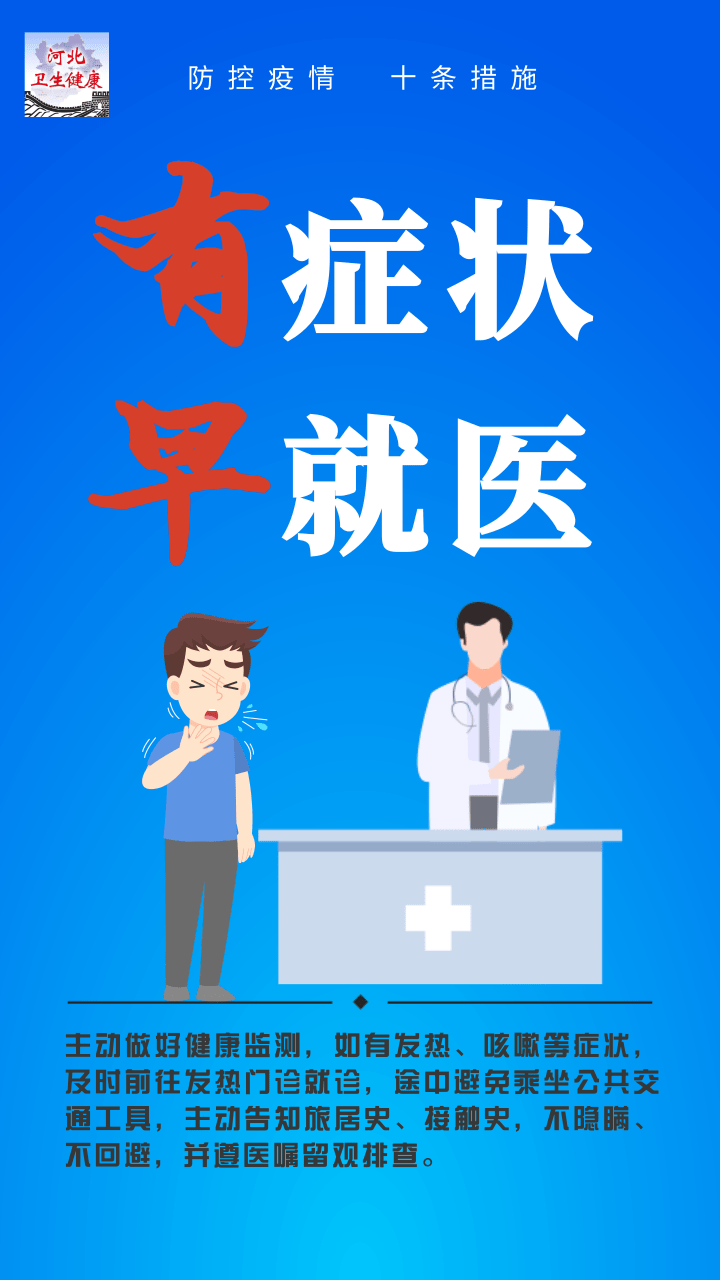 河北
卫生健康
防控疫情 十条措施
有症状
早就医
主动做好健康监测，如有发热、咳嗽等症状，
及时前往发热门诊就诊，途中避免乘坐公共交
通工具，主动告知旅居史、接触史，不隐瞒、
不回避，并遵医嘱留观排查。